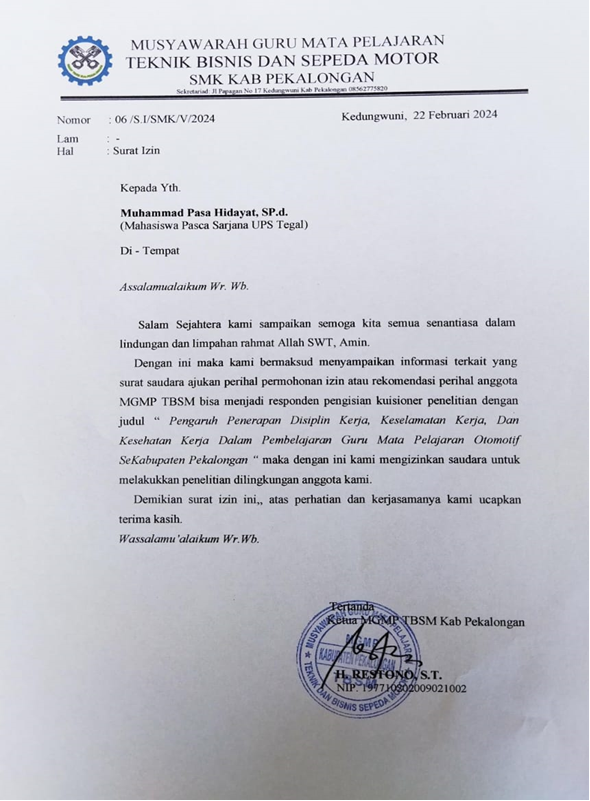 MUSYAWARAH GURU MATA PELAJARAN
TEKNIK BISNIS DAN SEPEDA MOTOR
SMK KAB PEKALONGAN
Sekretariad Jl Papagan No 17 Kedungwuni Kab Pekalongan 08562775820
Nomor : 06 /S.I/SMK/V/2024
Kedungwuni, 22 Februari 2024
Lam : -
Hal : Surat Izin
Kepada Yth.
Muhammad Pasa Hidayat, SP.d.
(Mahasiswa Pasca Sarjana UPS Tegal)
Di - Tempat
Assalamualaikum Wr. Wb.
Salam Sejahtera kami sampaikan semoga kita semua senantiasa dalam
lindungan dan limpahan rahmat Allah SWT, Amin.
Dengan ini maka kami bermaksud menyampaikan informasi terkait yang
surat saudara ajukan perihal permohonan izin atau rekomendasi perihal anggota
MGMP TBSM bisa menjadi responden pengisian kuisioner penelitian dengan
judul “ Pengaruh Penerapan Disiplin Kerja, Keselamatan Kerja, Dan
Kesehatan Kerja Dalam Pembelajaran Guru Mata Pelajaran Otomotif
SeKabupaten Pekalongan “ maka dengan ini kami mengizinkan saudara untuk
melakukkan penelitian dilingkungan anggota kami.
Demikian surat izin ini,, atas perhatian dan kerjasamanya kami ucapkan
terima kasih.
Wassalamu’alaikum Wr.Wb.
Tertanda
Ketua MGMP TBSM Kab Pekalongan
MUSYAWARAH GURU MATA PELAJARAN
MGMP
KABUPATEN PEKALONGAN
TBSM
TEKNIK DAN BISNIS SEPEDA MOTOR
H. RESTONO, S.T.
NIP. 197710202009021002